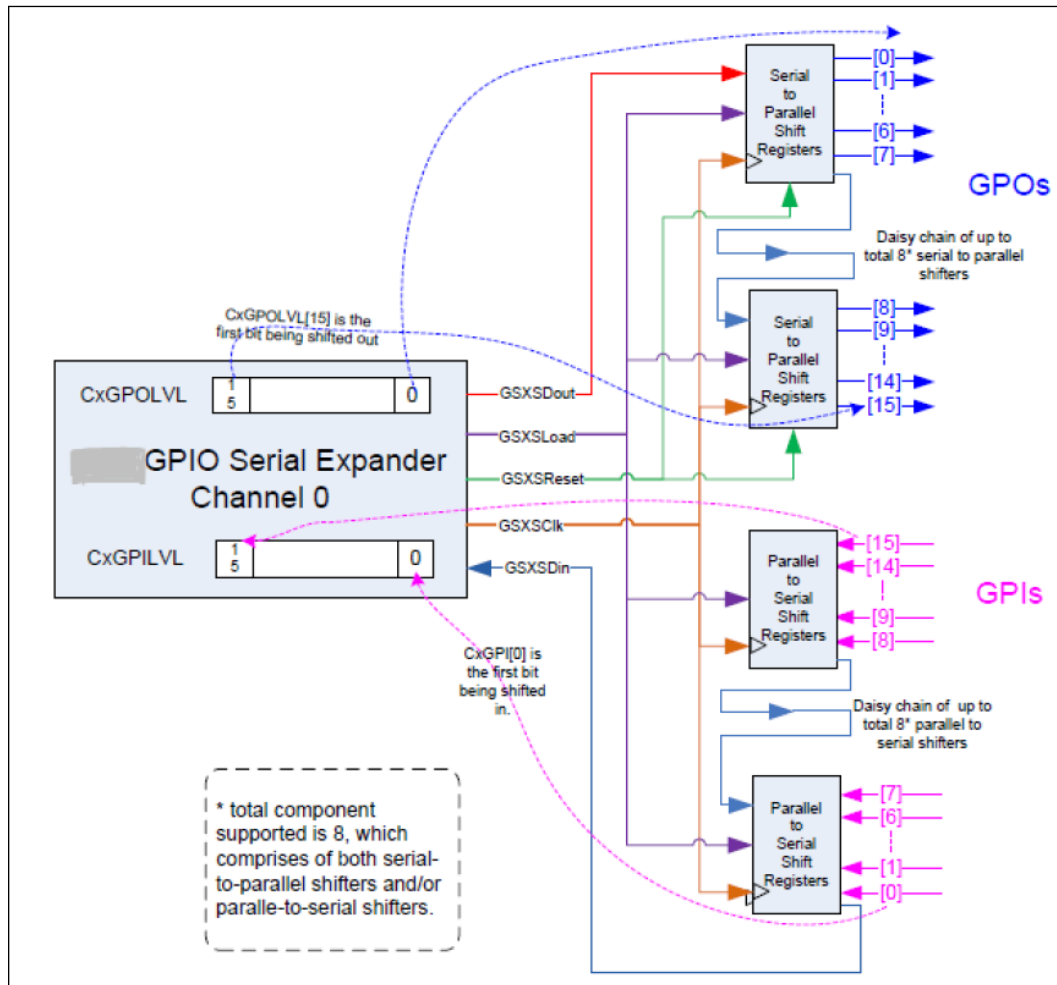 Serial
to
Parallel
Shift
Registers
[0]
[1]
[6]
[7]
GPOs
Daisy chain of up to
total 8* serial to parallel
shifters
CxGPOLVL[15] is the
first bit being shifted out
Serial
to
Parallel
Shift
Registers
[8]
[9]
[14]
[15]
CxGPOLVL
1
5
0
GSXSDout
GSXSLoad
GPIO Serial Expander
Channel 0
GSXSReset
GSXSClk
CxGPILVL
1
5
0
GSXSDin
Parallel
to
Serial
Shift
Registers
[15]
[14]
[9]
[8]
GPIs
CxGPI[0] is
the first bit
being shifted
in.
Daisy chain of up to
total 8* parallel to
serial shifters
Parallel
to
Serial
Shift
Registers
[7]
[6]
[1]
[0]
* total component
supported is 8, which
comprises of both serial-
to-parallel shifters and/or
paralle-to-serial shifters.